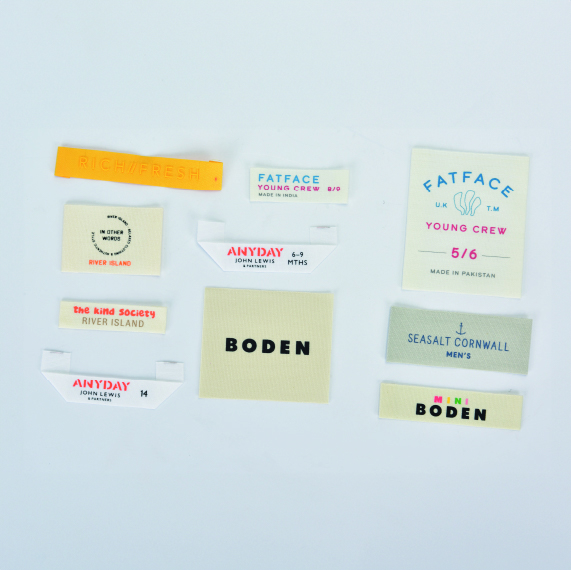 RICH/FRESH
FATFACE
YOUNG CREW 8/9
MADE IN INDIA
FATFACE
U.K T.M
YOUNG CREW
5/6
MADE IN PAKISTAN
RIVER ISLAND
IN OTHER
WORDS
RIVER ISLAND
ANYDAY
JOHN LEWIS
& PARTNERS
6-9
MTHS
the kind society
RIVER ISLAND
BODEN
SEASALT CORNWALL
MEN'S
ANYDAY
JOHN LEWIS
& PARTNERS
14
MINI
BODEN